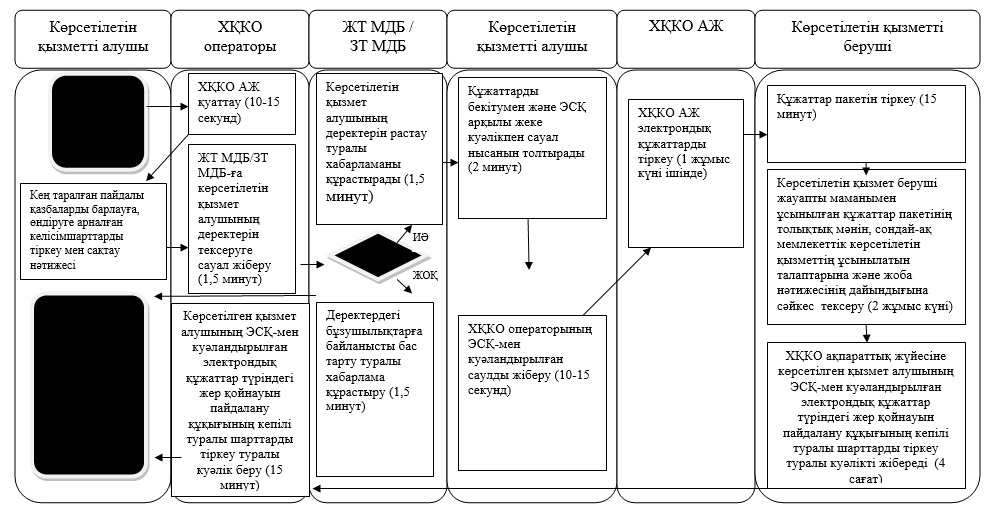 Көрсетілетін
қызметті алушы
ХҚКО
операторы
ЖТ МДБ /
ЗТ МДБ
Көрсетілетін
қызметті алушы
ХҚКО АЖ
Көрсетілетін қызметті
беруші
ХҚКО АЖ
қуаттау (10-15
секунд)
ЖТ МДБ/ЗТ
МДБ-ға
көрсетілетін
қызмет
алушының
деректерін
тексеруге
сауал жіберу
(1,5 минут)
Кең таралған пайдалы
қазбаларды барлауға,
өндіруге арналған
келісімшарттарды
тіркеу мен сақтау
нәтижесі
Көрсетілген қызмет
алушының ЭСҚ-мен
куәландырылған
электрондық
құжаттар түріндегі
жер қойнауын
пайдалану
құқығының кепілі
туралы шарттарды
тіркеу туралы
куәлік беру (15
минут)
Көрсетілетін
қызмет
алушының
деректерін растау
туралы
хабарламаны
құрастырады (1,5
минут)
ИӘ
ЖОҚ
Деректердегі
бұзушылықтарға
байланысты бас
тарту туралы
хабарлама
құрастыру (1,5
минут)
Құжаттарды
бекітумен және ЭСҚ
арқылы жеке
куәлікпен сауал
нысанын толтырады
(2 минут)
ХҚКО операторының
ЭСҚ-мен
куәландырылған
саулды жіберу (10-15
секунд)
ХҚКО АЖ
электрондық
құжаттарды
тіркеу (1 жұмыс
күні ішінде)
Құжаттар пакетін тіркеу (15
минут)
Көрсетілетін қызмет беруші
жауапты маманымен
ұсынылған құжаттар пакетінің
толықтық мәнін, сондай-ақ
мемлекеттік көрсетілетін
қызметтің ұсынылатын
талаптарына және жоба
нәтижесінің дайындығына
сәйкес тексеру (2 жұмыс күні)
ХҚКО ақпараттық жүйесіне
көрсетілген қызмет алушының
ЭСҚ-мен куәландырылған
электрондық құжаттар
түріндегі жер қойнауын
пайдалану құқығының кепілі
туралы шарттарды тіркеу
туралы куәлікті жібереді (4
сағат)